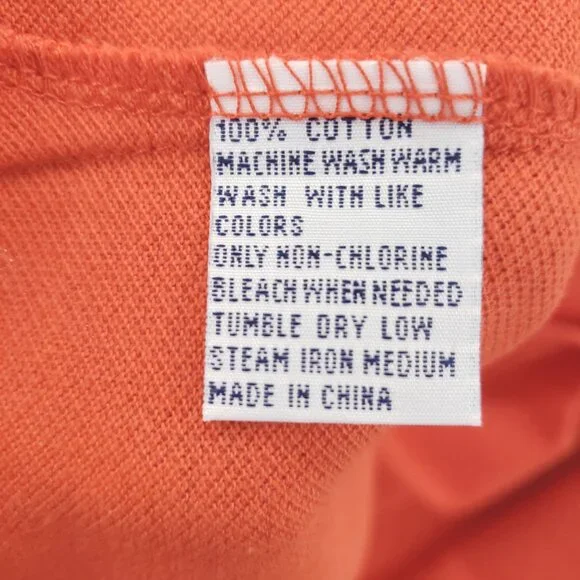 100% COTTON
MACHINE WASH WARM
WASH WITH LIKE
COLORS
ONLY NON-CHLORINE
BLEACH WHEN NEEDED
TUMBLE DRY LOW
STEAM IRON MEDIUM
MADE IN CHINA